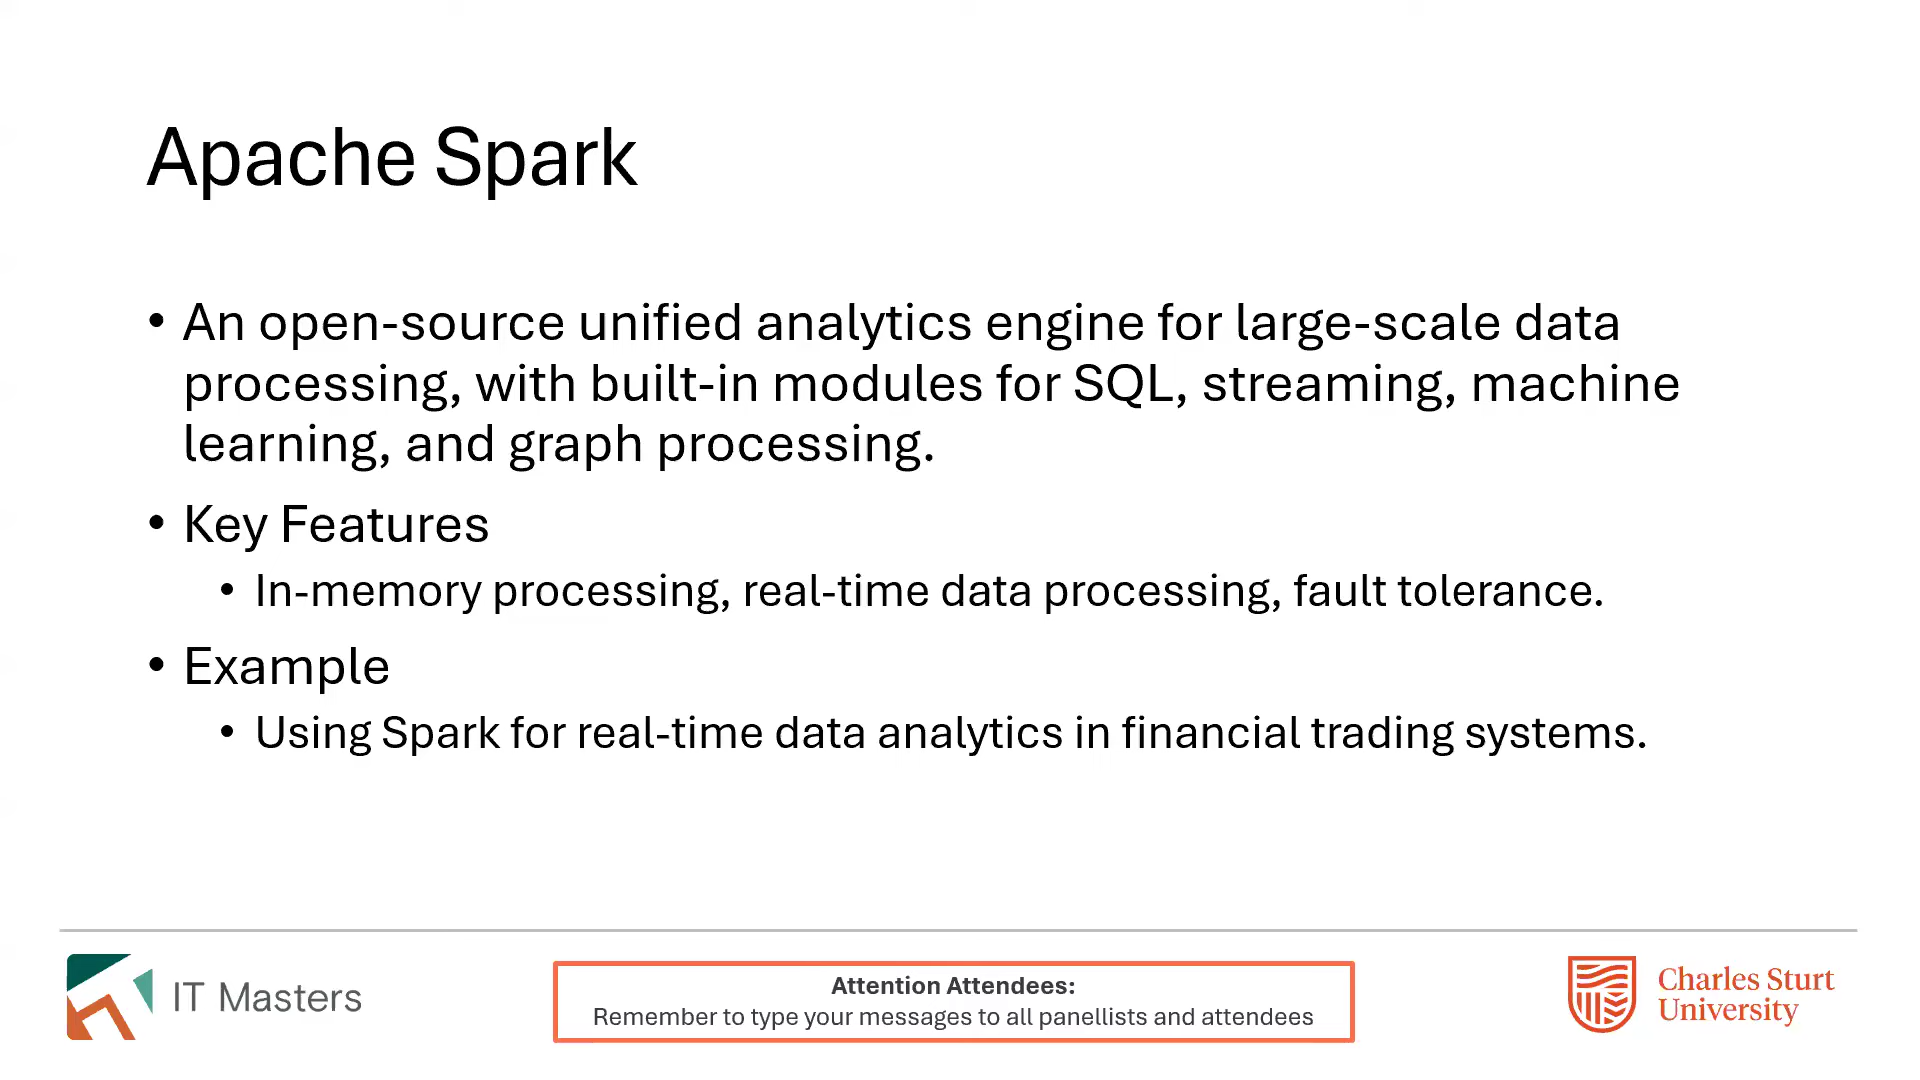 Apache Spark
• An open-source unified analytics engine for large-scale data
processing, with built-in modules for SQL, streaming, machine
learning, and graph processing.
• Key Features
• In-memory processing, real-time data processing, fault tolerance.
• Example
• Using Spark for real-time data analytics in financial trading systems.
IT Masters
Attention Attendees:
Remember to type your messages to all panellists and attendees
Charles Sturt
University